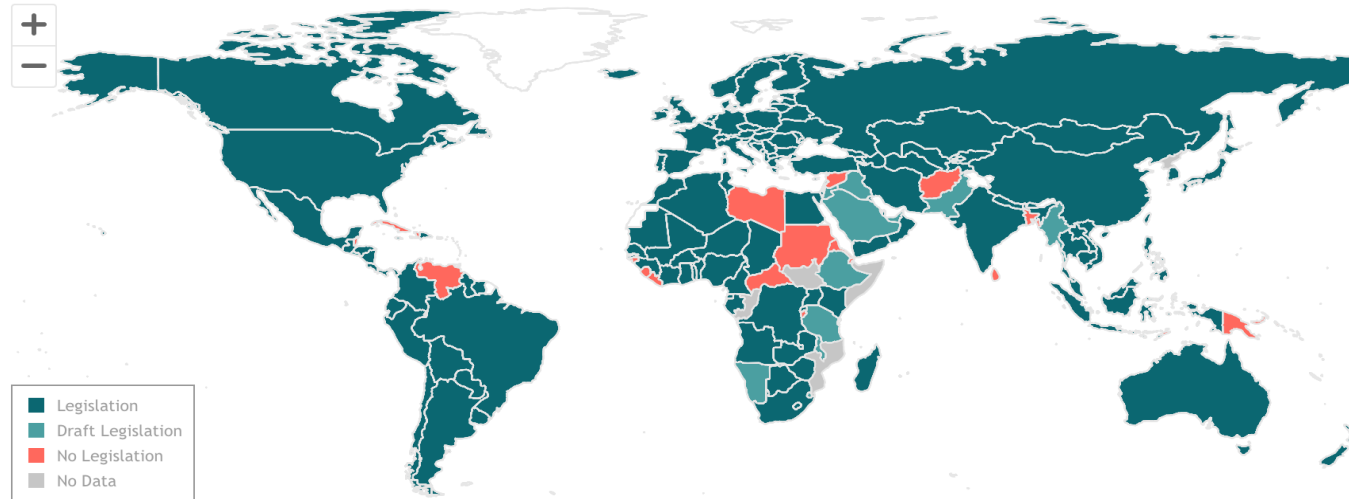 +
−
Legislation
Draft Legislation
No Legislation
No Data